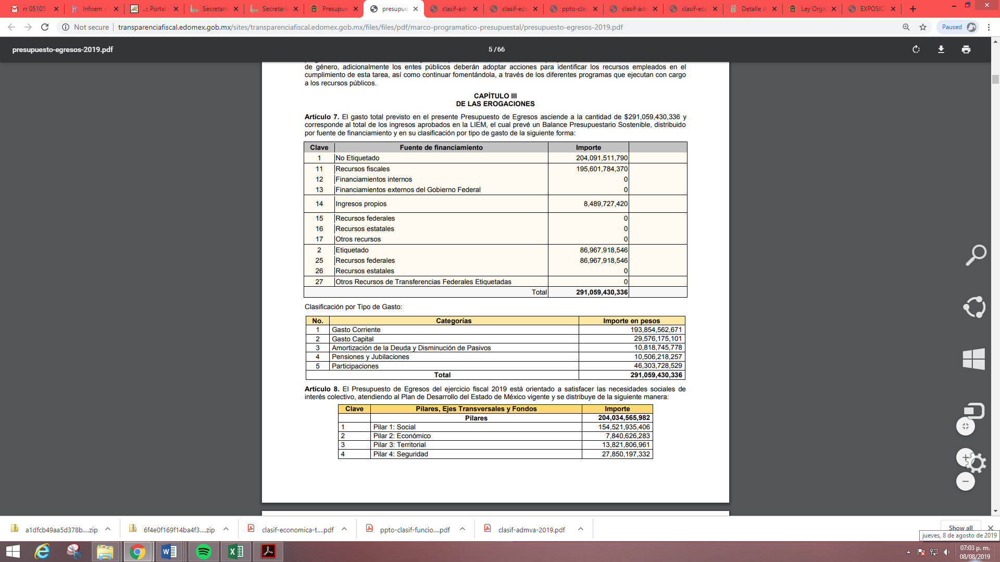 rr 05105
Infoem -
..:: Portal
Secretaría
Secretaría
Presupue
presupue
clasif-adm
clasif-eco
ppto-clas
clasif-adm
clasif-eco
Detalle d
Ley Orgá
EXPOSIC
Not secure | transparenciafiscal.edomex.gob.mx/sites/transparenciafiscal.edomex.gob.mx/files/files/pdf/marco-programatico-presupuestal/presupuesto-egresos-2019.pdf
Paused
presupuesto-egresos-2019.pdf
5 / 66
de género, adicionalmente los entes públicos deberán adoptar acciones para identificar los recursos empleados en el
cumplimiento de esta tarea, así como continuar fomentándola, a través de los diferentes programas que ejecutan con cargo
a los recursos públicos.
CAPÍTULO III
DE LAS EROGACIONES
Artículo 7. El gasto total previsto en el presente Presupuesto de Egresos asciende a la cantidad de $291,059,430,336 y
corresponde al total de los ingresos aprobados en la LIEM, el cual prevé un Balance Presupuestario Sostenible, distribuido
por fuente de financiamiento y en su clasificación por tipo de gasto de la siguiente forma:
Clave Fuente de financiamiento Importe
1 No Etiquetado 204,091,511,790
11 Recursos fiscales 195,601,784,370
12 Financiamientos internos 0
13 Financiamientos externos del Gobierno Federal 0
14 Ingresos propios 8,489,727,420
15 Recursos federales 0
16 Recursos estatales 0
17 Otros recursos 0
2 Etiquetado 86,967,918,546
25 Recursos federales 86,967,918,546
26 Recursos estatales 0
27 Otros Recursos de Transferencias Federales Etiquetadas 0
Total 291,059,430,336
Clasificación por Tipo de Gasto:
No. Categorías Importe en pesos
1 Gasto Corriente 193,854,562,671
2 Gasto Capital 29,576,175,101
3 Amortización de la Deuda y Disminución de Pasivos 10,818,745,778
4 Pensiones y Jubilaciones 10,506,218,257
5 Participaciones 46,303,728,529
Total 291,059,430,336
Artículo 8. El Presupuesto de Egresos del ejercicio fiscal 2019 está orientado a satisfacer las necesidades sociales de
interés colectivo, atendiendo al Plan de Desarrollo del Estado de México vigente y se distribuye de la siguiente manera:
Clave Pilares, Ejes Transversales y Fondos Importe
Pilares 204,034,565,982
1 Pilar 1: Social 154,521,935,406
2 Pilar 2: Económico 7,840,626,283
3 Pilar 3: Territorial 13,821,806,961
4 Pilar 4: Seguridad 27,850,197,332
a1dfcb49aa5d378b....zip
6f4e0f169f14ba4f3....zip
clasif-economica-t....pdf
ppto-clasif-funcio....pdf
clasif-admva-2019.pdf
Show all
jueves, 8 de agosto de 2019
07:03 p. m.
08/08/2019